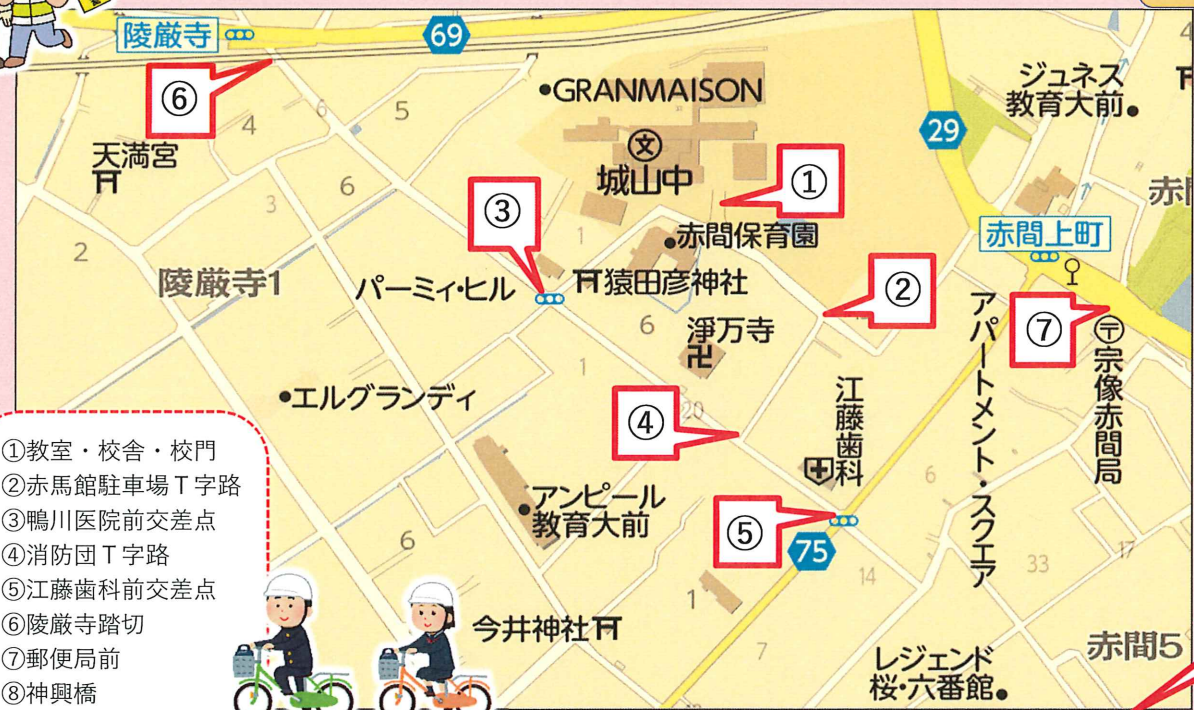 陵厳寺
69
⑥
GRANMAISON
5
6
4
天満宮
文
城山中
①
29
ジュネス
教育大前
4
6
3
③
1
赤間保育園
赤間上町
2
陵厳寺1
パーミィ・ヒル
猿田彦神社
②
6
淨万寺
⑦
〒
宗像赤間局
アパートメント・スクエア
1
エルグランディ
④
20
江藤歯科
アンピール
教育大前
⑤
75
6
6
14
33
17
1
今井神社
7
レジェンド
桜・六番館
赤間5
①教室・校舎・校門
②赤馬館駐車場T字路
③鴨川医院前交差点
④消防団T字路
⑤江藤歯科前交差点
⑥陵厳寺踏切
⑦郵便局前
⑧神興橋